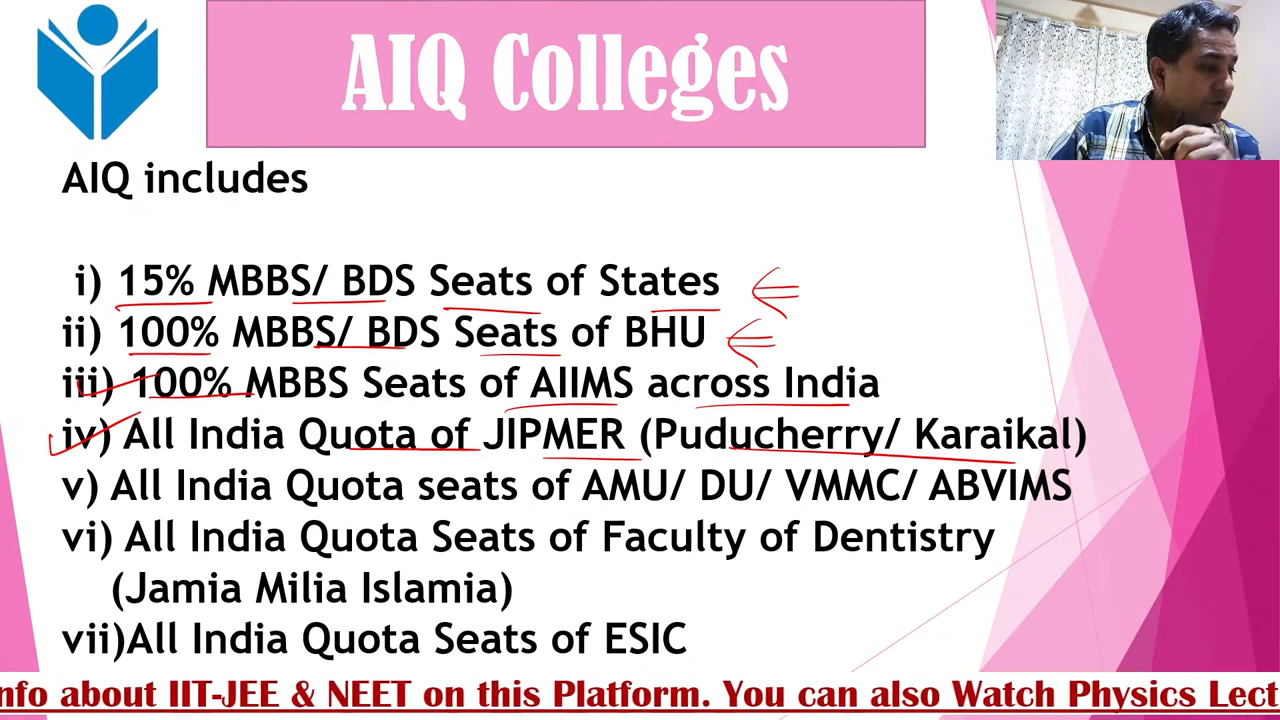 AIQ Colleges
AIQ includes
i) 15% MBBS/ BDS Seats of States
ii) 100% MBBS/ BDS Seats of BHU
iii) 100% MBBS Seats of AIIMS across India
iv) All India Quota of JIPMER (Puducherry/ Karaikal)
v) All India Quota seats of AMU/ DU/ VMMC/ ABVIMS
vi) All India Quota Seats of Faculty of Dentistry
(Jamia Milia Islamia)
vii)All India Quota Seats of ESIC
nfo about IIT-JEE & NEET on this Platform. You can also Watch Physics Lect